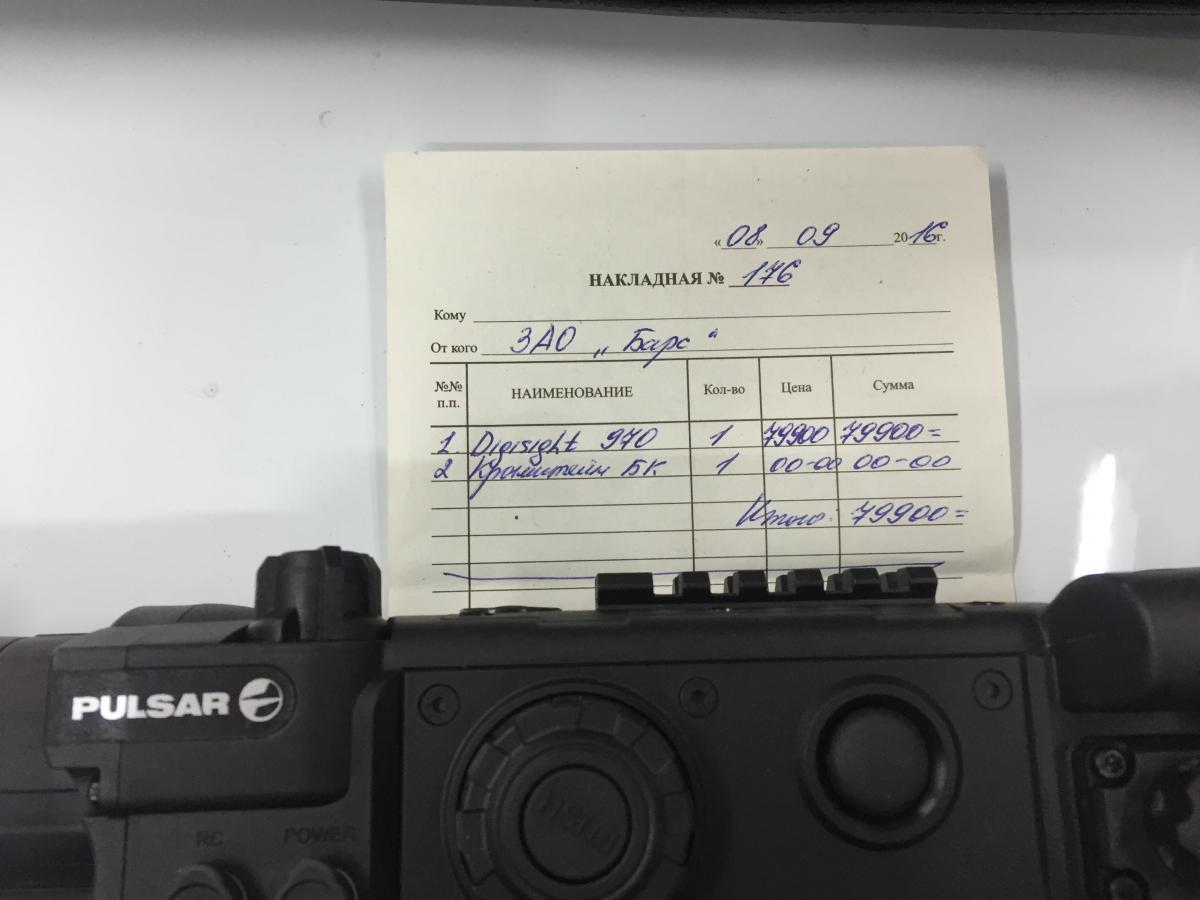 «08» 09 2016г.
НАКЛАДНАЯ № 176
Кому
От кого ЗАО „Барс“
№№ п.п. НАИМЕНОВАНИЕ Кол-во Цена Сумма
1. Digisight 970 1 79900 79900=
2 Кронштейн БК 1 00-00 00-00
Итого: 79900=
PULSAR
RC POWER
PUSH